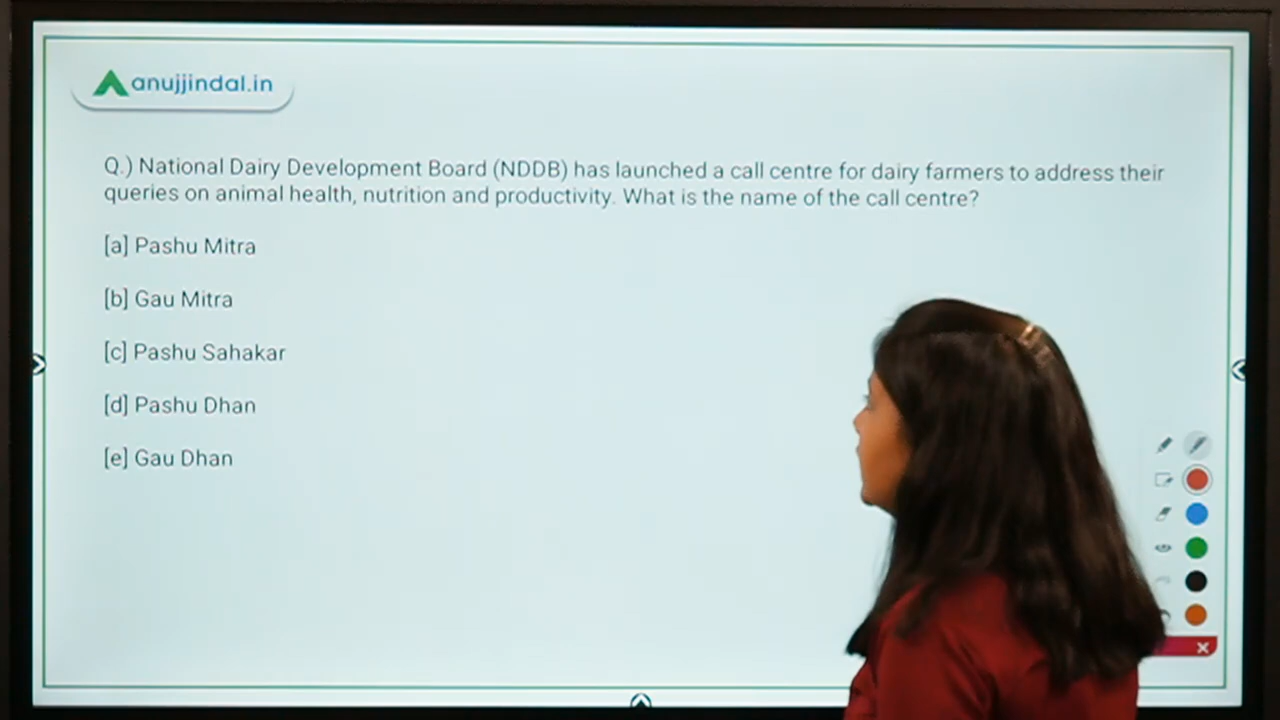 anujjindal.in
Q.) National Dairy Development Board (NDDB) has launched a call centre for dairy farmers to address their
queries on animal health, nutrition and productivity. What is the name of the call centre?
[a] Pashu Mitra
[b] Gau Mitra
[c] Pashu Sahakar
[d] Pashu Dhan
[e] Gau Dhan